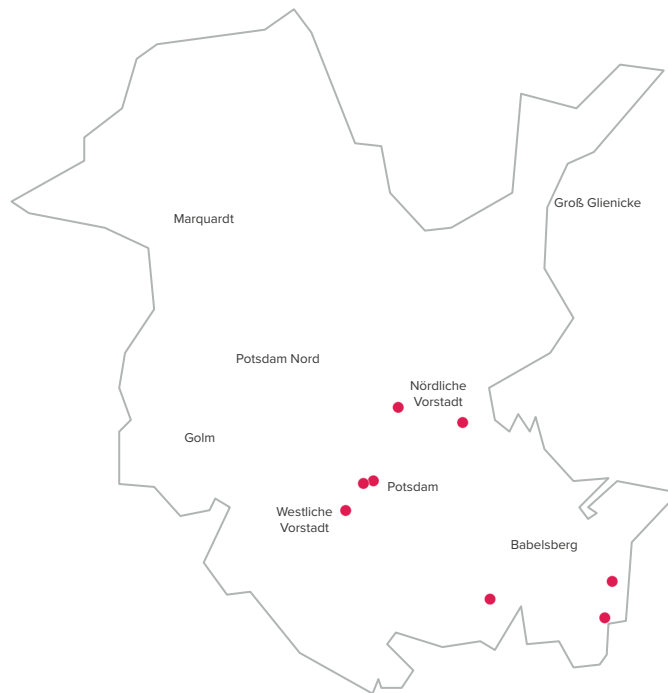 Groß Glienicke
Marquardt
Potsdam Nord
Nördliche
Vorstadt
Golm
Potsdam
Westliche
Vorstadt
Babelsberg